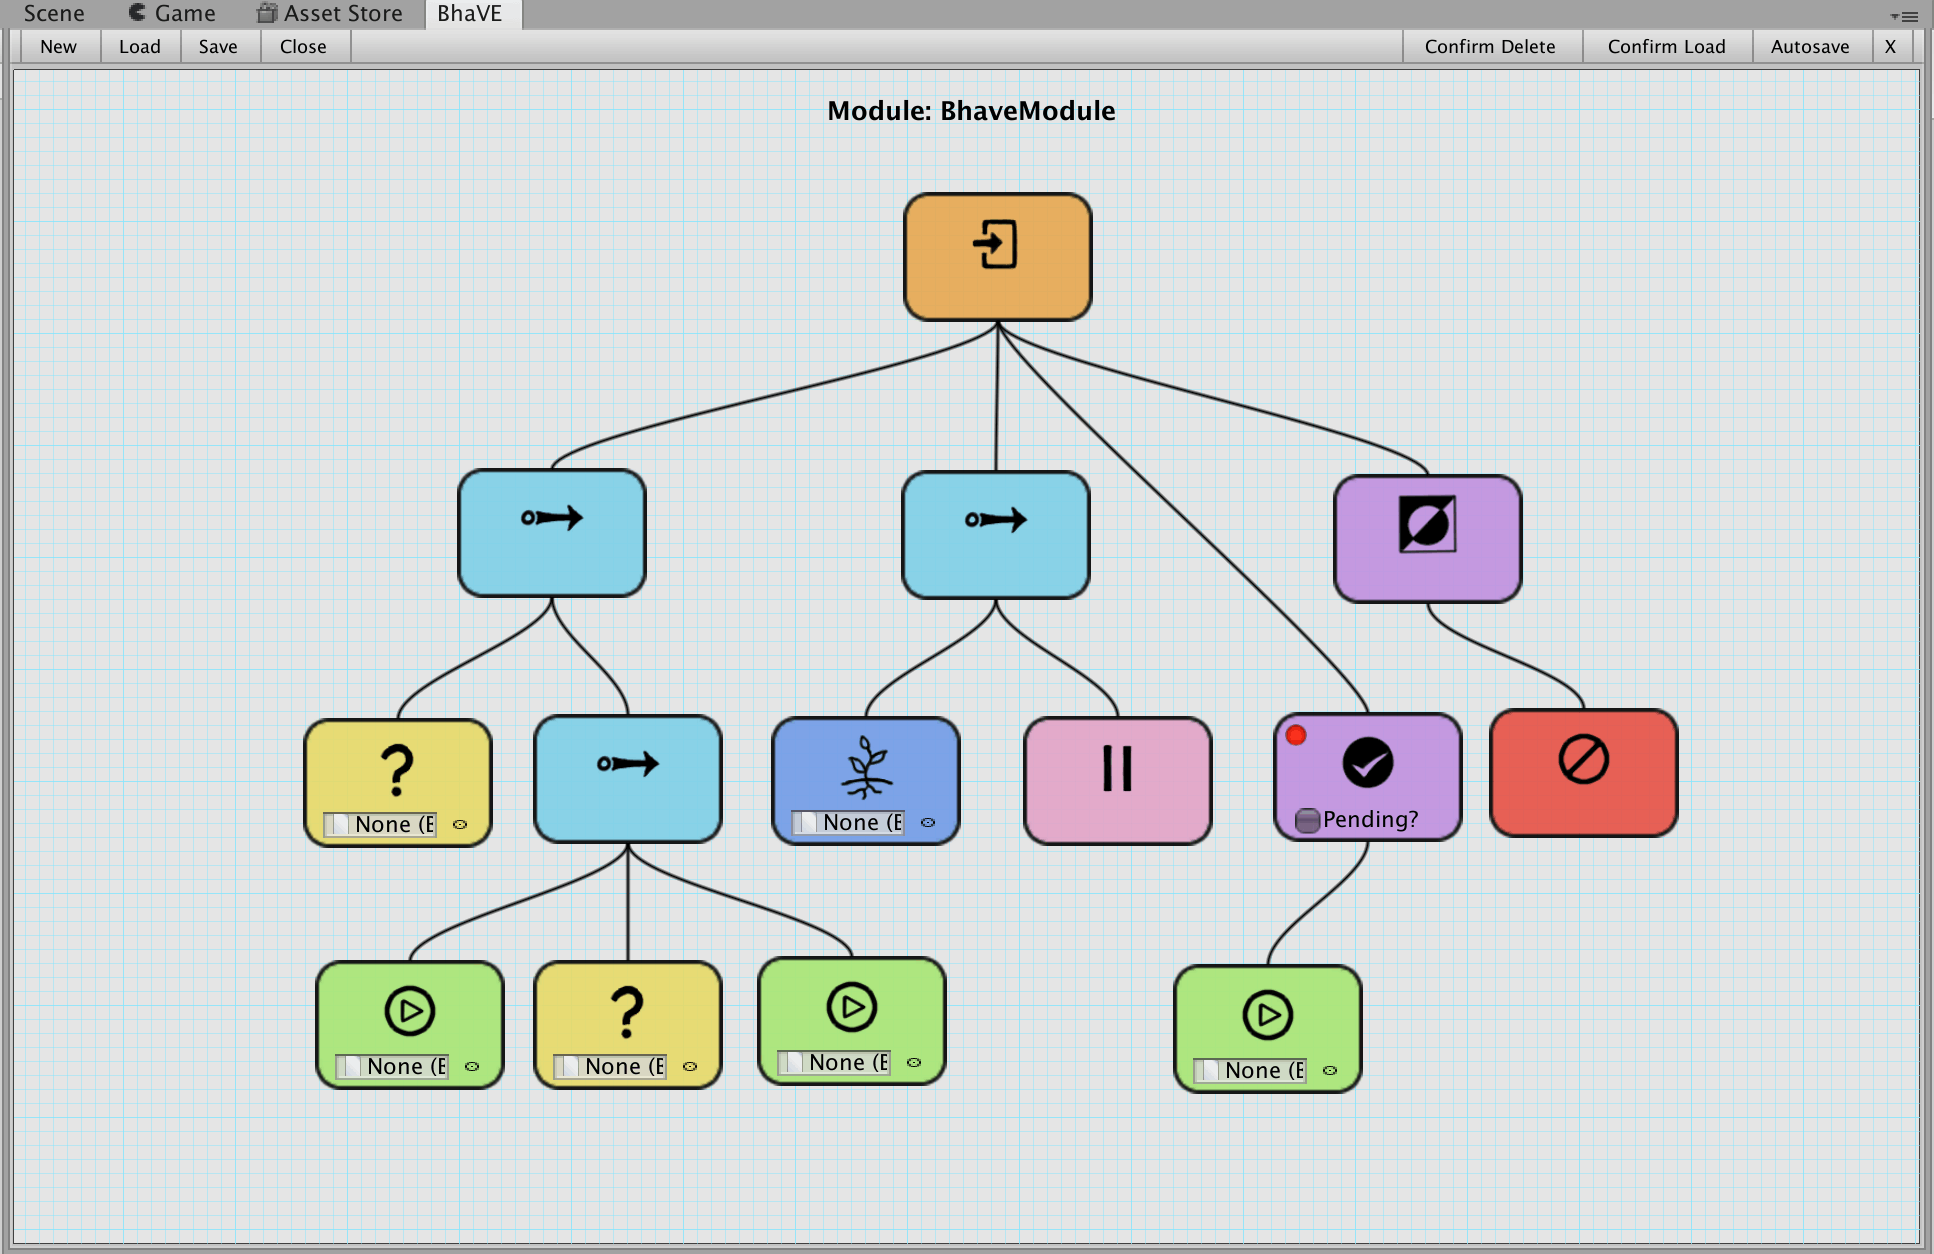 Scene Game Asset Store BhaVE
New Load Save Close Confirm Delete Confirm Load Autosave X
Module: BhaveModule
?
None (E
None (E
Pending?
?
None (E
None (E
None (E
None (E